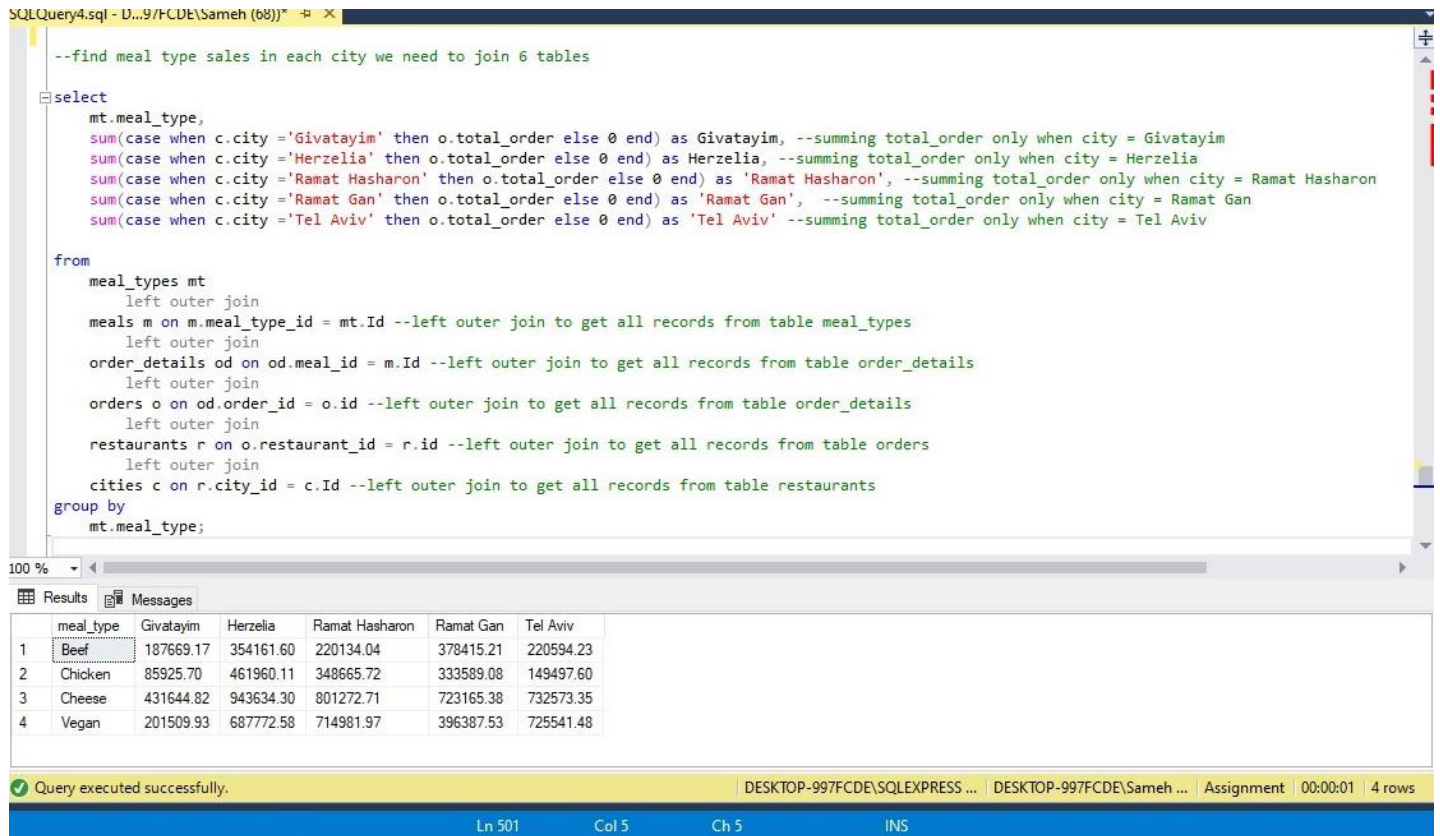 SQLQuery4.sql - D...97FCDE\Sameh (68))*
--find meal type sales in each city we need to join 6 tables
select
mt.meal_type,
sum(case when c.city ='Givatayim' then o.total_order else 0 end) as Givatayim, --summing total_order only when city = Givatayim
sum(case when c.city ='Herzelia' then o.total_order else 0 end) as Herzelia, --summing total_order only when city = Herzelia
sum(case when c.city ='Ramat Hasharon' then o.total_order else 0 end) as 'Ramat Hasharon', --summing total_order only when city = Ramat Hasharon
sum(case when c.city ='Ramat Gan' then o.total_order else 0 end) as 'Ramat Gan',  --summing total_order only when city = Ramat Gan
sum(case when c.city ='Tel Aviv' then o.total_order else 0 end) as 'Tel Aviv' --summing total_order only when city = Tel Aviv
from
meal_types mt
left outer join
meals m on m.meal_type_id = mt.Id --left outer join to get all records from table meal_types
left outer join
order_details od on od.meal_id = m.Id --left outer join to get all records from table order_details
left outer join
orders o on od.order_id = o.id --left outer join to get all records from table order_details
left outer join
restaurants r on o.restaurant_id = r.id --left outer join to get all records from table orders
left outer join
cities c on r.city_id = c.Id --left outer join to get all records from table restaurants
group by
mt.meal_type;
100 %
Results Messages
meal_type Givatayim Herzelia Ramat Hasharon Ramat Gan Tel Aviv
1 Beef 187669.17 354161.60 220134.04 378415.21 220594.23
2 Chicken 85925.70 461960.11 348665.72 333589.08 149497.60
3 Cheese 431644.82 943634.30 801272.71 723165.38 732573.35
4 Vegan 201509.93 687772.58 714981.97 396387.53 725541.48
Query executed successfully. DESKTOP-997FCDE\SQLEXPRESS ... DESKTOP-997FCDE\Sameh ... Assignment 00:00:01 4 rows
Ln 501 Col 5 Ch 5 INS